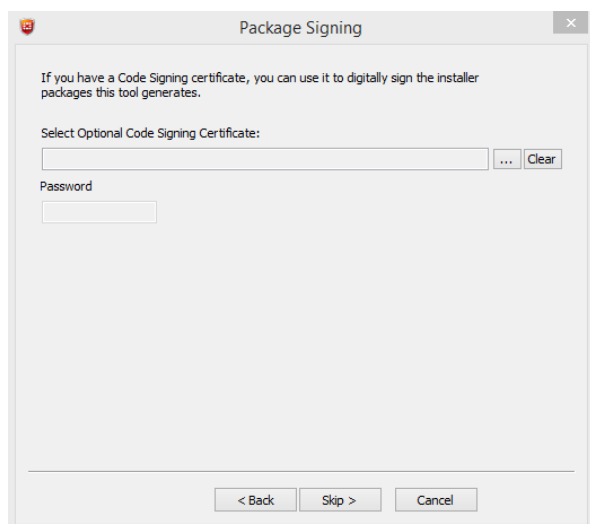 Package Signing
If you have a Code Signing certificate, you can use it to digitally sign the installer
packages this tool generates.
Select Optional Code Signing Certificate:
... Clear
Password
< Back Skip > Cancel